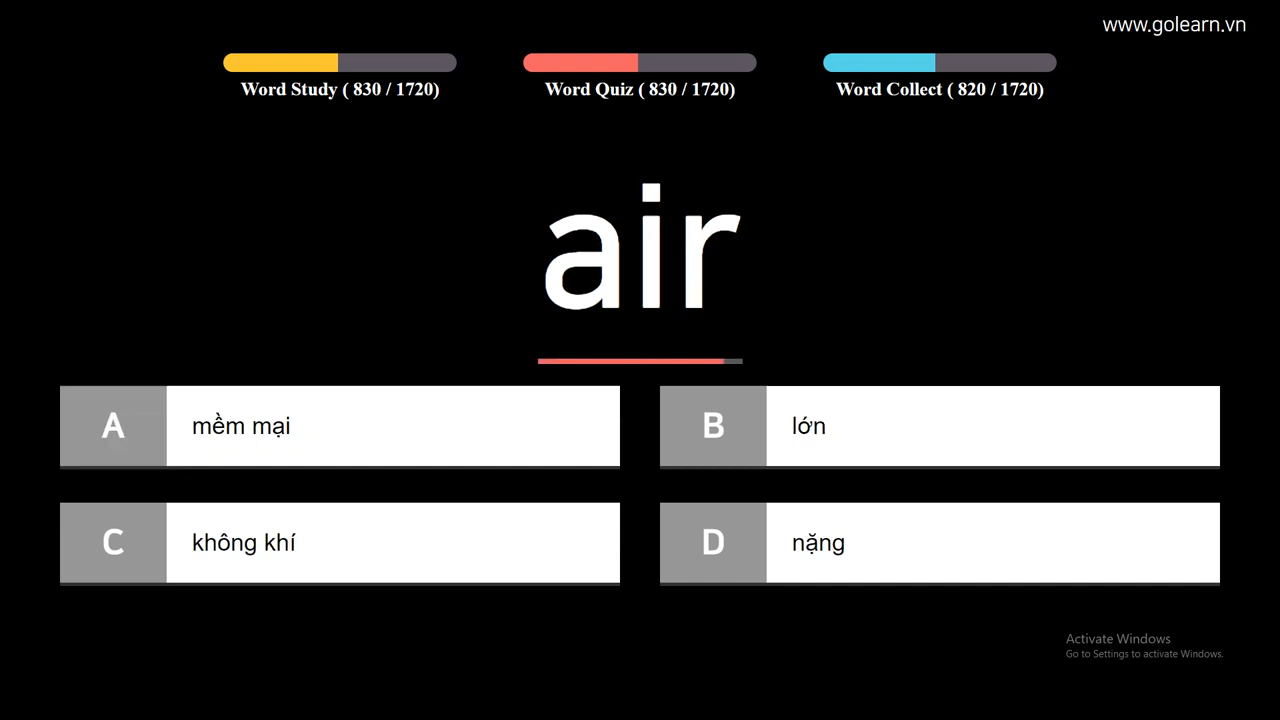 www.golearn.vn
Word Study ( 830 / 1720)
Word Quiz ( 830 / 1720)
Word Collect ( 820 / 1720)
air
A mềm mại
B lớn
C không khí
D nặng
Activate Windows
Go to Settings to activate Windows.